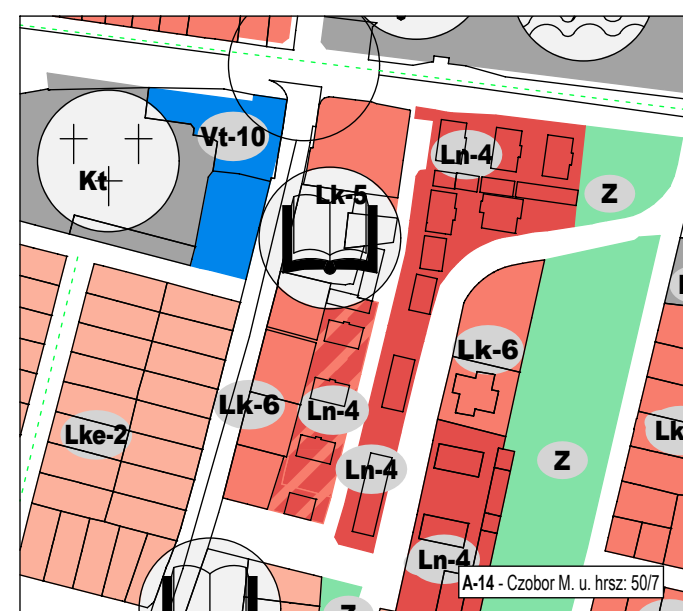 Vt-10
Ln-4
Kt
Lk-5
Z
Lk-6
Lk-6
Ln-4
Lke-2
Lk
Z
Ln-4
Ln-4
A-14 - Czobor M. u. hrsz: 50/7
Z